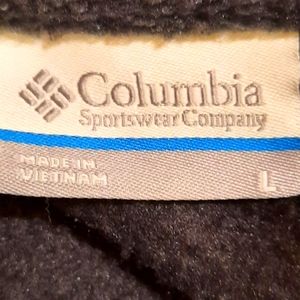 Columbia
Sportswear Company
MADE IN
VIETNAM
L